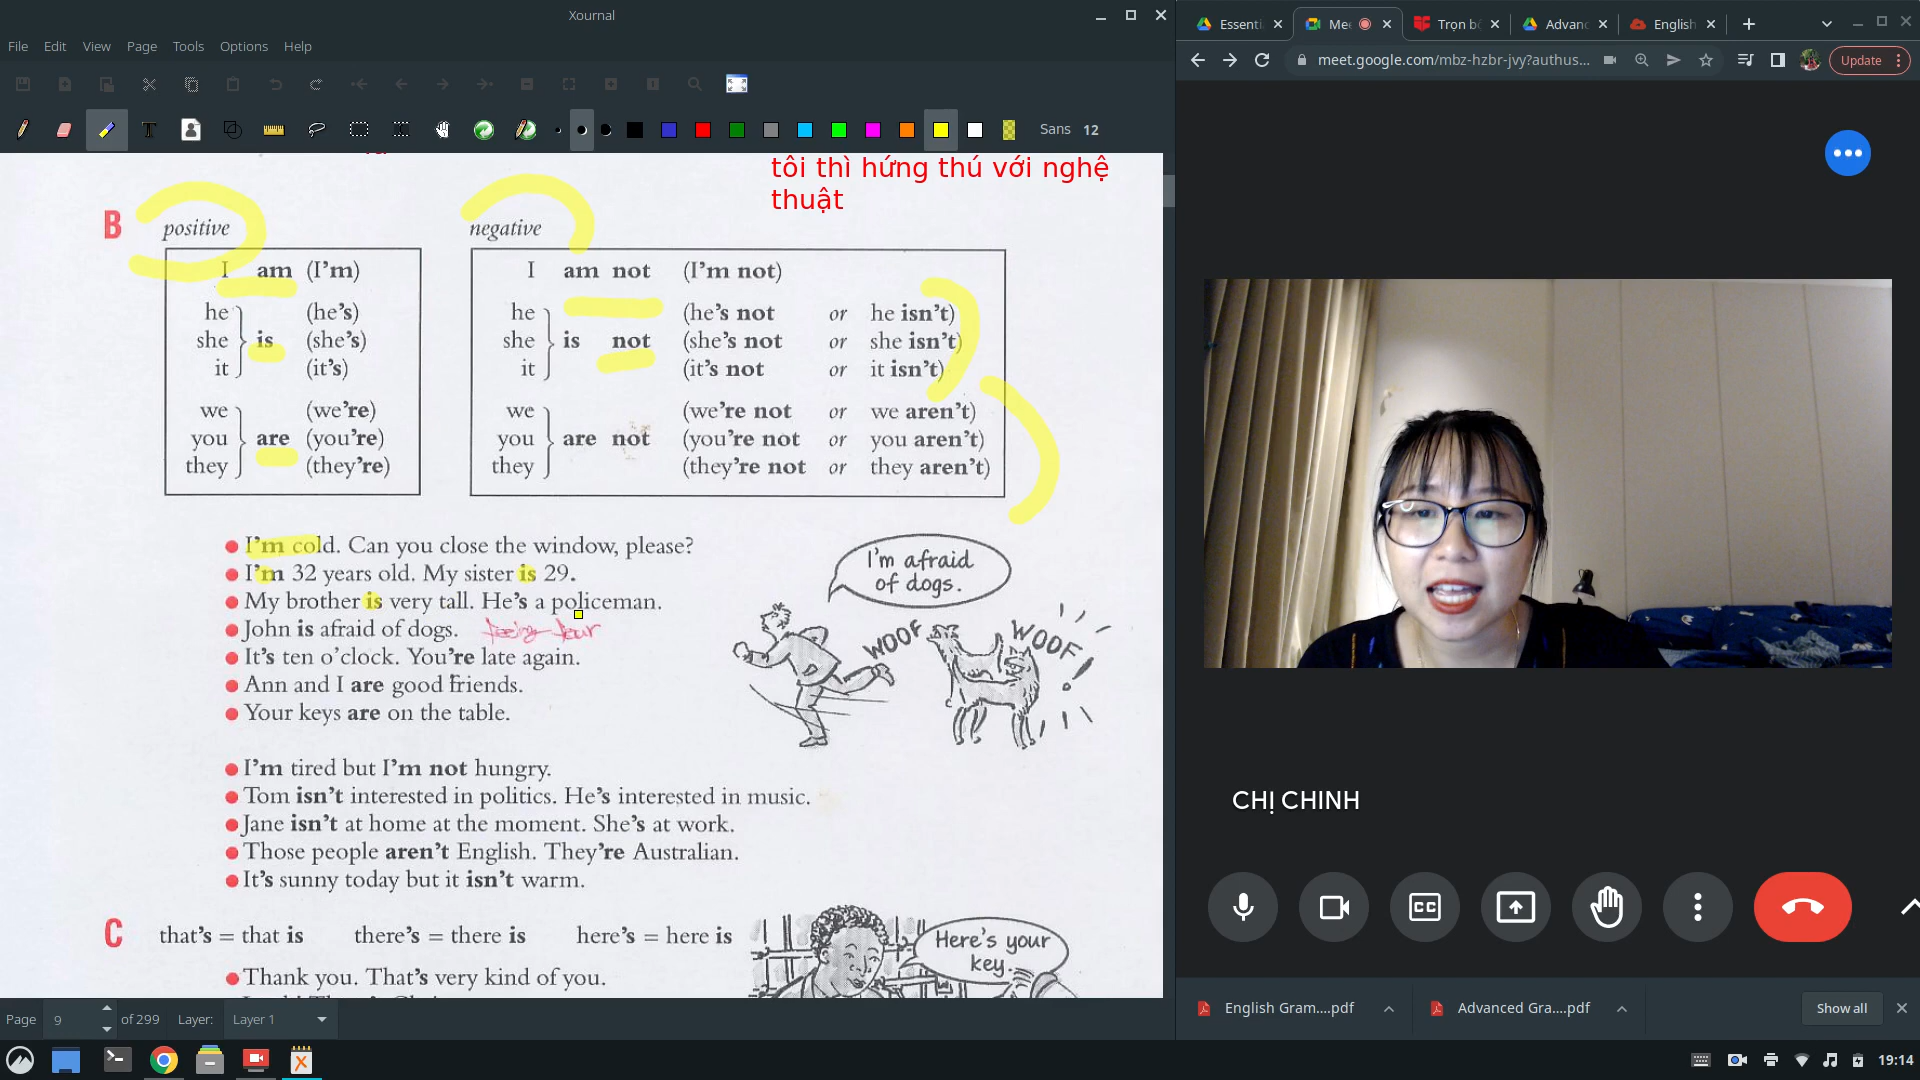 Xournal
File Edit View Page Tools Options Help
Sans 12
tôi thì hứng thú với nghệ
thuật
B positive negative
I am (I'm) I am not (I'm not)
he (he's) he (he's not or he isn't)
she is (she's) she is not (she's not or she isn't)
it (it's) it (it's not or it isn't)
we (we're) we (we're not or we aren't)
you are (you're) you are not (you're not or you aren't)
they (they're) they (they're not or they aren't)
I'm cold. Can you close the window, please?
I'm 32 years old. My sister is 29.
My brother is very tall. He's a policeman.
John is afraid of dogs.
It's ten o'clock. You're late again.
Ann and I are good friends.
Your keys are on the table.
I'm afraid
of dogs.
WOOF WOOF!
I'm tired but I'm not hungry.
Tom isn't interested in politics. He's interested in music.
Jane isn't at home at the moment. She's at work.
Those people aren't English. They're Australian.
It's sunny today but it isn't warm.
C that's = that is there's = there is here's = here is
Thank you. That's very kind of you.
Here's your
key.
Page 9 of 299 Layer: Layer 1
Essenti Mee Trọn b Advanc English
meet.google.com/mbz-hzbr-jvy?authus... Update
CHỊ CHINH
CC
English Gram....pdf Advanced Gra....pdf Show all
19:14